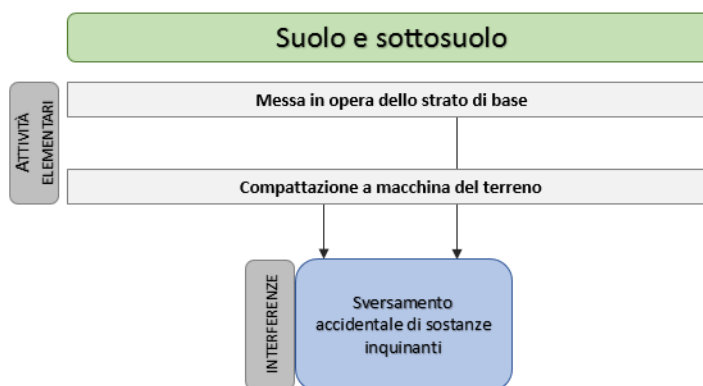 Suolo e sottosuolo
ATTIVITÀ
ELEMENTARI
Messa in opera dello strato di base
Compattazione a macchina del terreno
INTERFERENZE
Sversamento
accidentale di sostanze
inquinanti